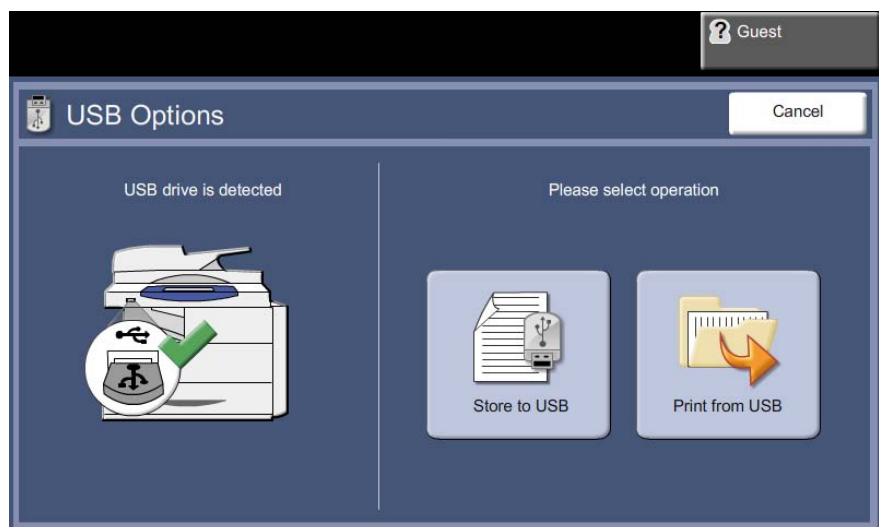 Guest
USB Options
Cancel
USB drive is detected
Please select operation
Store to USB
Print from USB